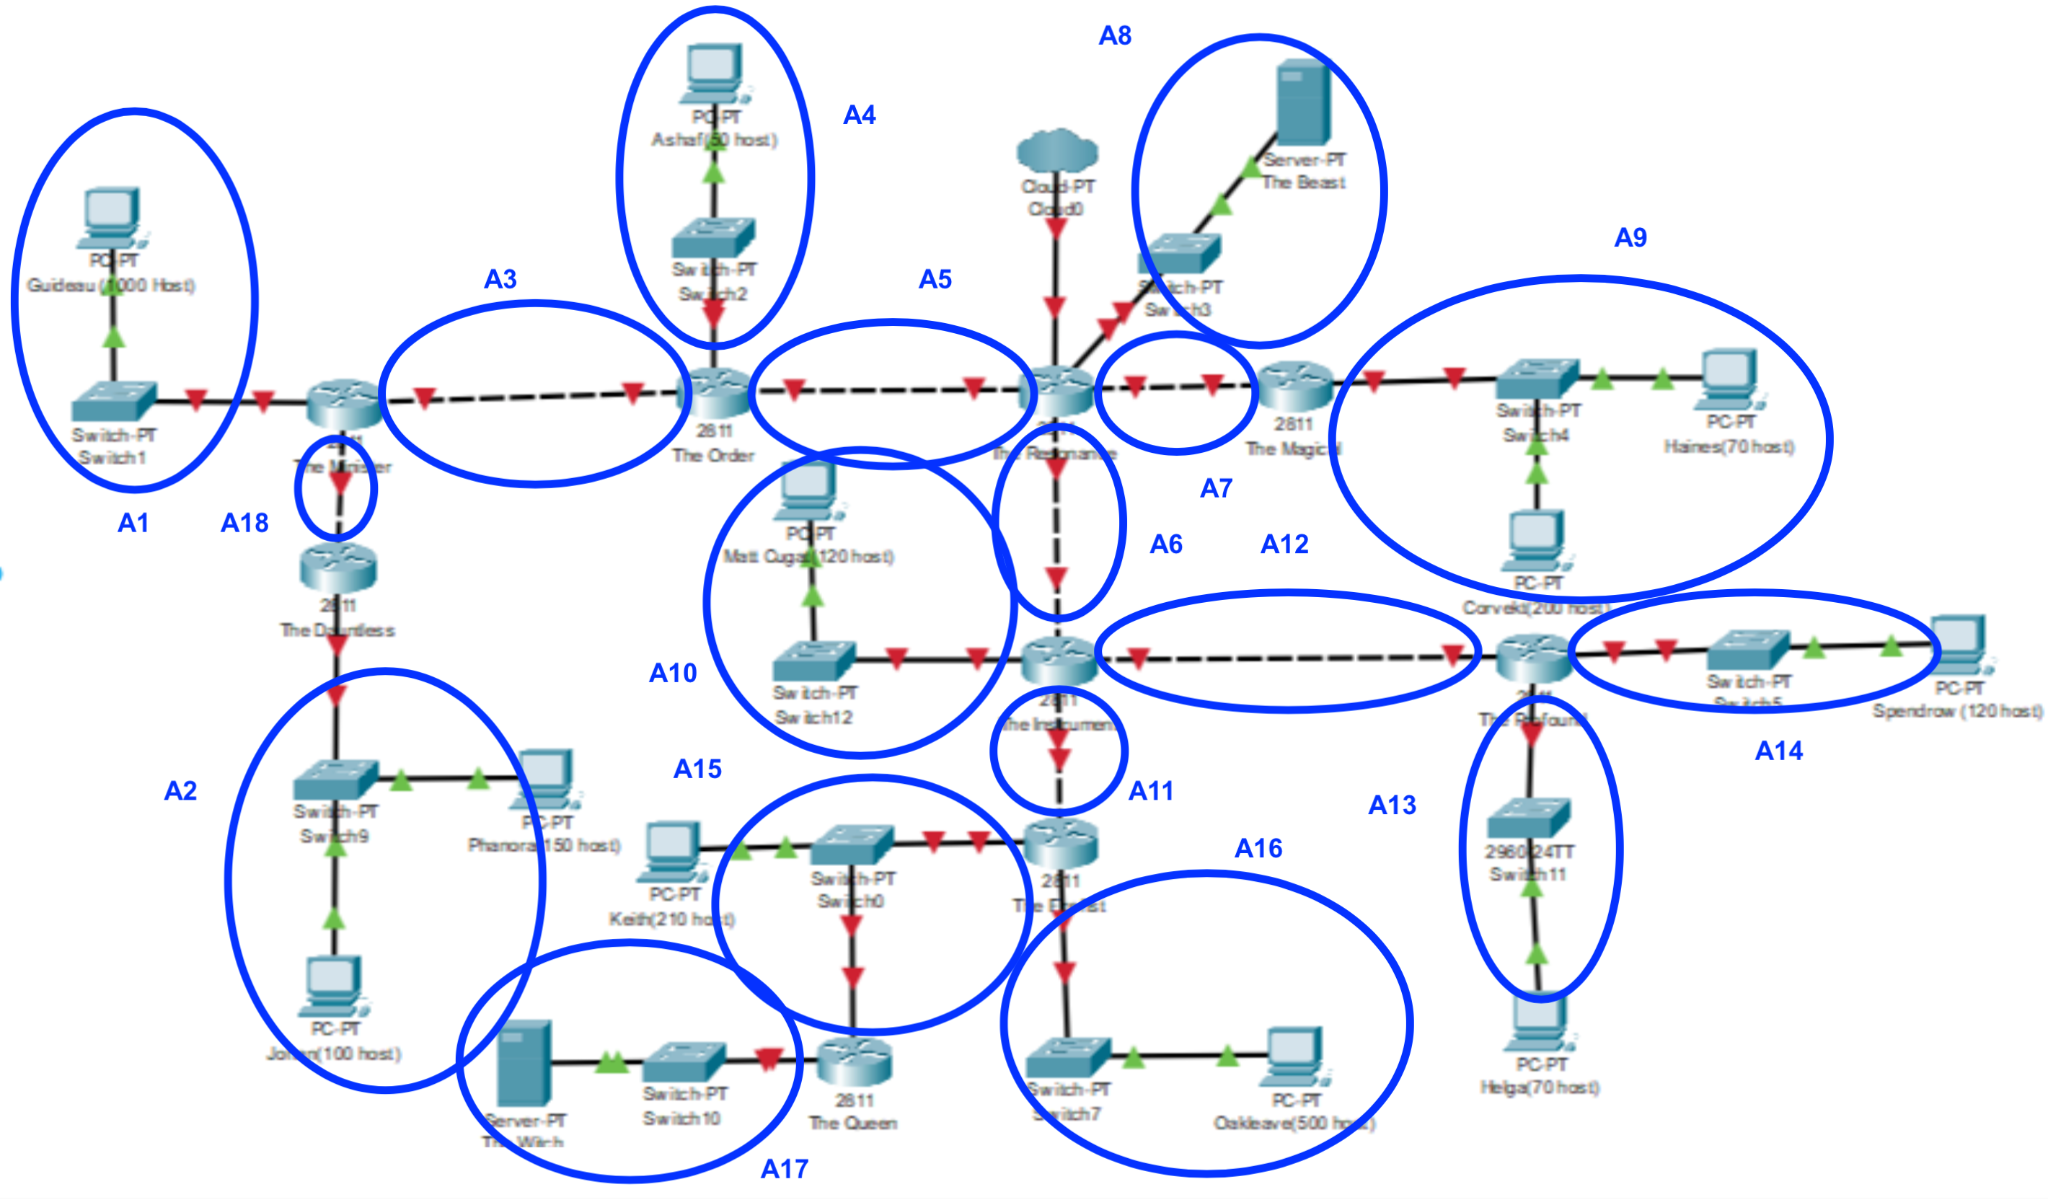 A8
A4
PC-PT
Ashaf(50 host)
Cloud-PT
Cloud0
Server-PT
The Beast
PC-PT
Guideau (1000 Host)
A3
Switch-PT
Switch2
A5
Switch-PT
Switch3
A9
Switch-PT
Switch1
2811
The Minister
2811
The Order
2811
The Resonance
2811
The Magical
Switch-PT
Switch4
PC-PT
Haines(70 host)
A1
A18
A7
A6
A12
PC-PT
Matt Cugat(120 host)
PC-PT
Corveki(200 host)
2811
The Dauntless
A10
Switch-PT
Switch12
2811
The Instrument
2811
The Profound
Switch-PT
Switch5
PC-PT
Spendrow (120 host)
A14
A2
A15
A11
A13
Switch-PT
Switch9
PC-PT
Phanora(150 host)
A16
PC-PT
Keith(210 host)
Switch-PT
Switch0
2811
The
2960-24TT
Switch11
PC-PT
Johan(100 host)
Server-PT
The Witch
Switch-PT
Switch10
2811
The Queen
Switch-PT
Switch7
PC-PT
Oakleave(500 host)
PC-PT
Helga(70 host)
A17